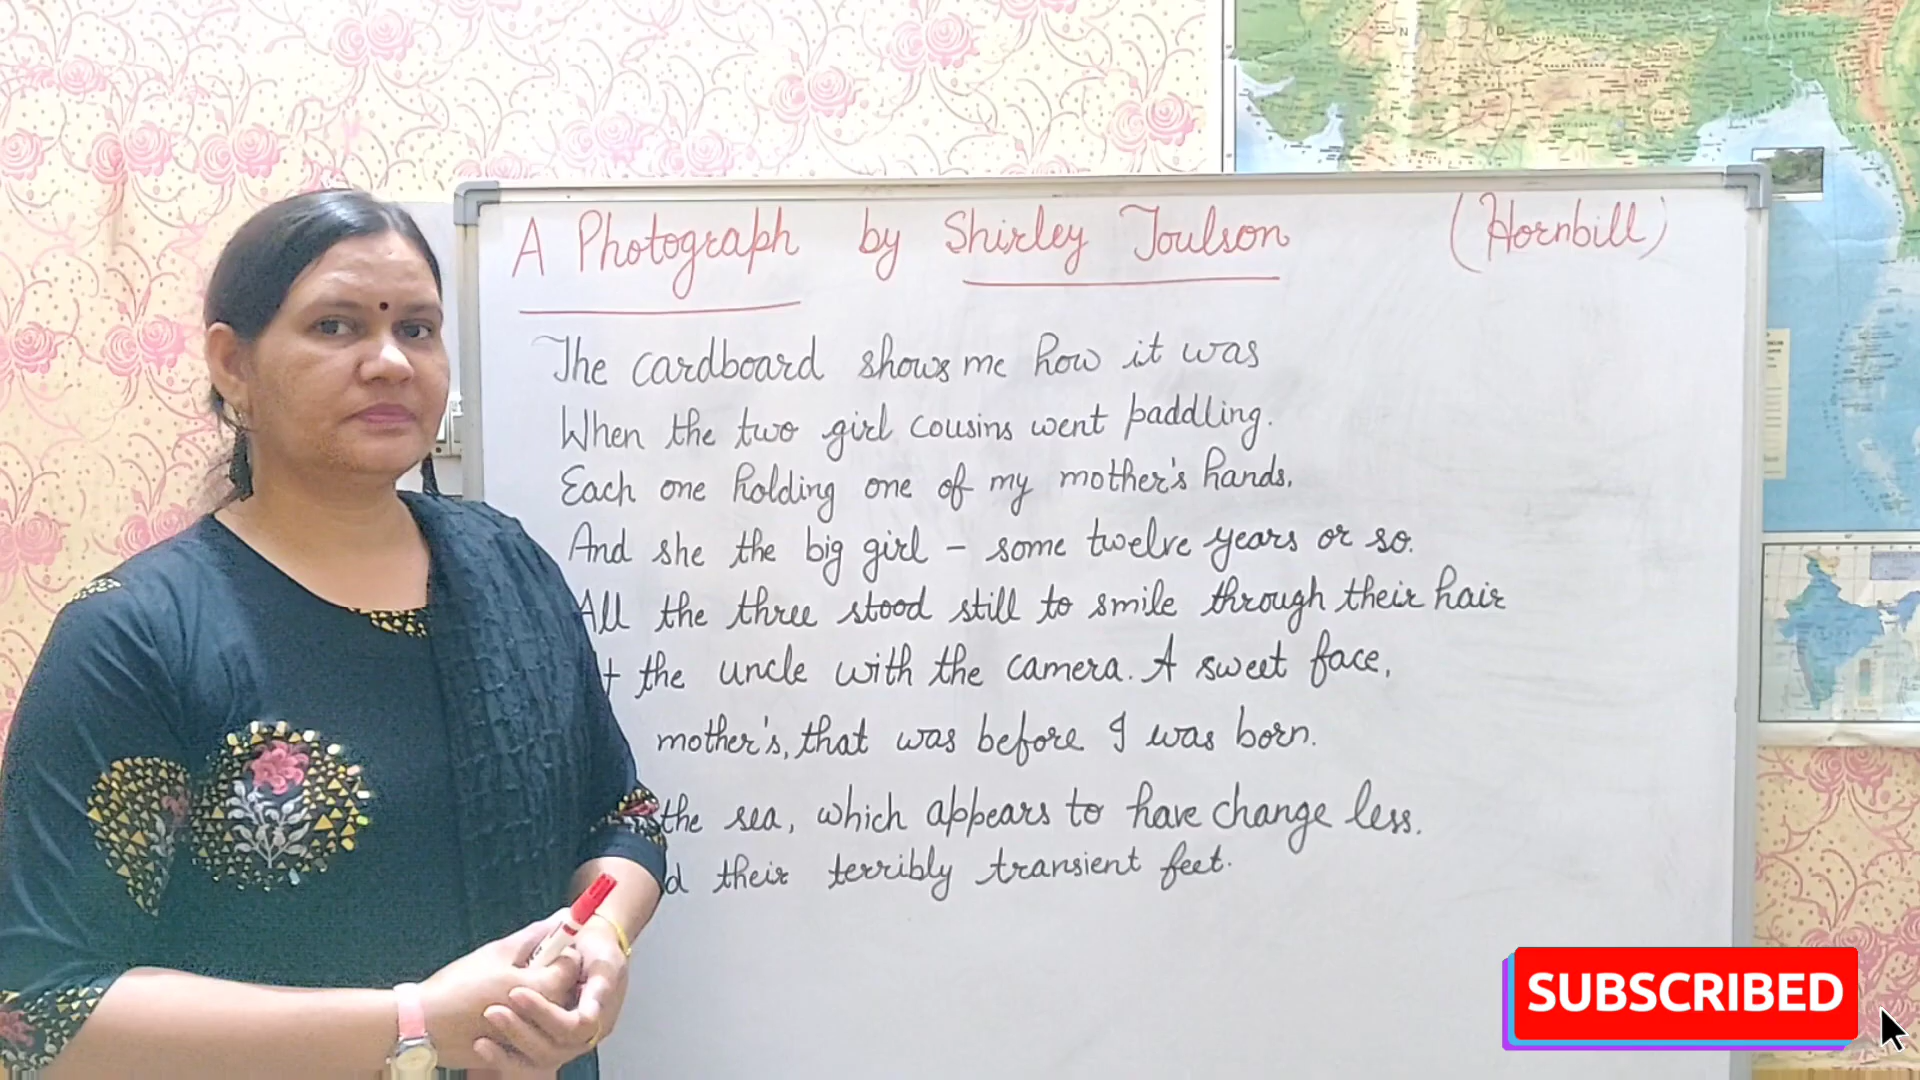 A Photograph by Shirley Toulson (Hornbill)
The cardboard shows me how it was
When the two girl cousins went paddling.
Each one holding one of my mother's hands,
And she the big girl - some twelve years or so.
All the three stood still to smile through their hair
the uncle with the camera. A sweet face,
mother's, that was before I was born.
the sea, which appears to have change less.
their terribly transient feet.
SUBSCRIBED